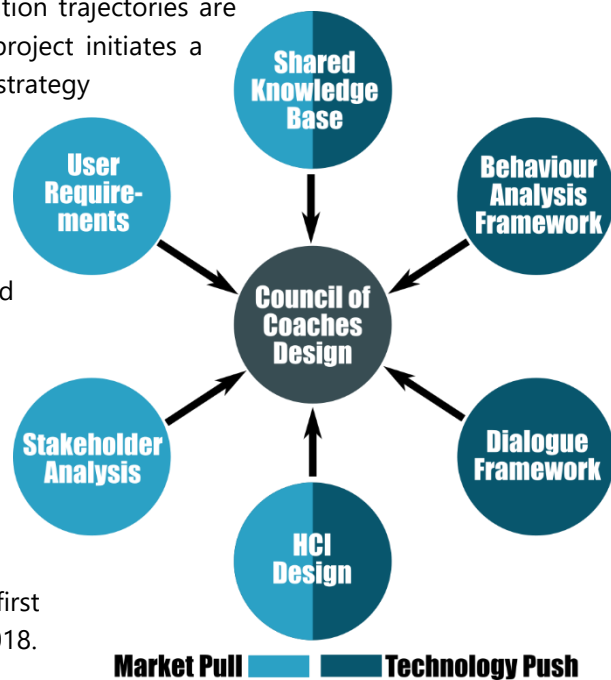 tion trajectories are
project initiates a
strategy
d
first
018.
Shared
Knowledge
Base
User
Require-
ments
Behaviour
Analysis
Framework
Council of
Coaches
Design
Stakeholder
Analysis
Dialogue
Framework
HCI
Design
Market Pull
Technology Push